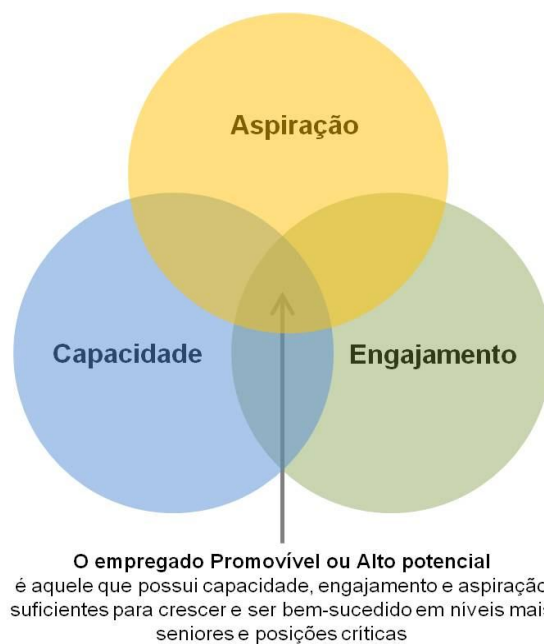 Aspiração
Capacidade
Engajamento
O empregado Promovível ou Alto potencial
é aquele que possui capacidade, engajamento e aspiração
suficientes para crescer e ser bem-sucedido em níveis mais
seniores e posições críticas